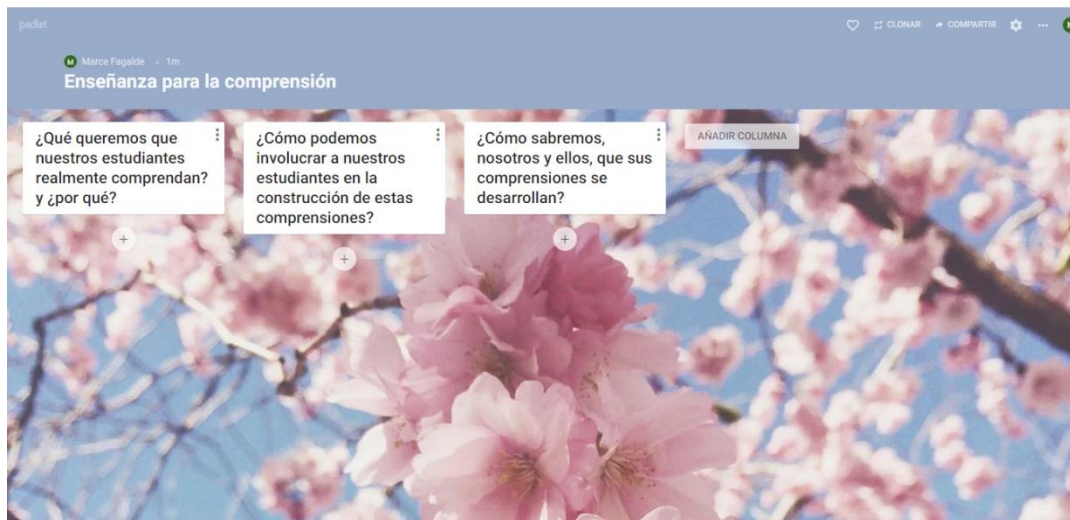 padlet
CLONAR
COMPARTIR
M
M
Marce Fagalde • 1m
Enseñanza para la comprensión
¿Qué queremos que
nuestros estudiantes
realmente comprendan?
y ¿por qué?
¿Cómo podemos
involucrar a nuestros
estudiantes en la
construcción de estas
comprensiones?
¿Cómo sabremos,
nosotros y ellos, que sus
comprensiones se
desarrollan?
AÑADIR COLUMNA